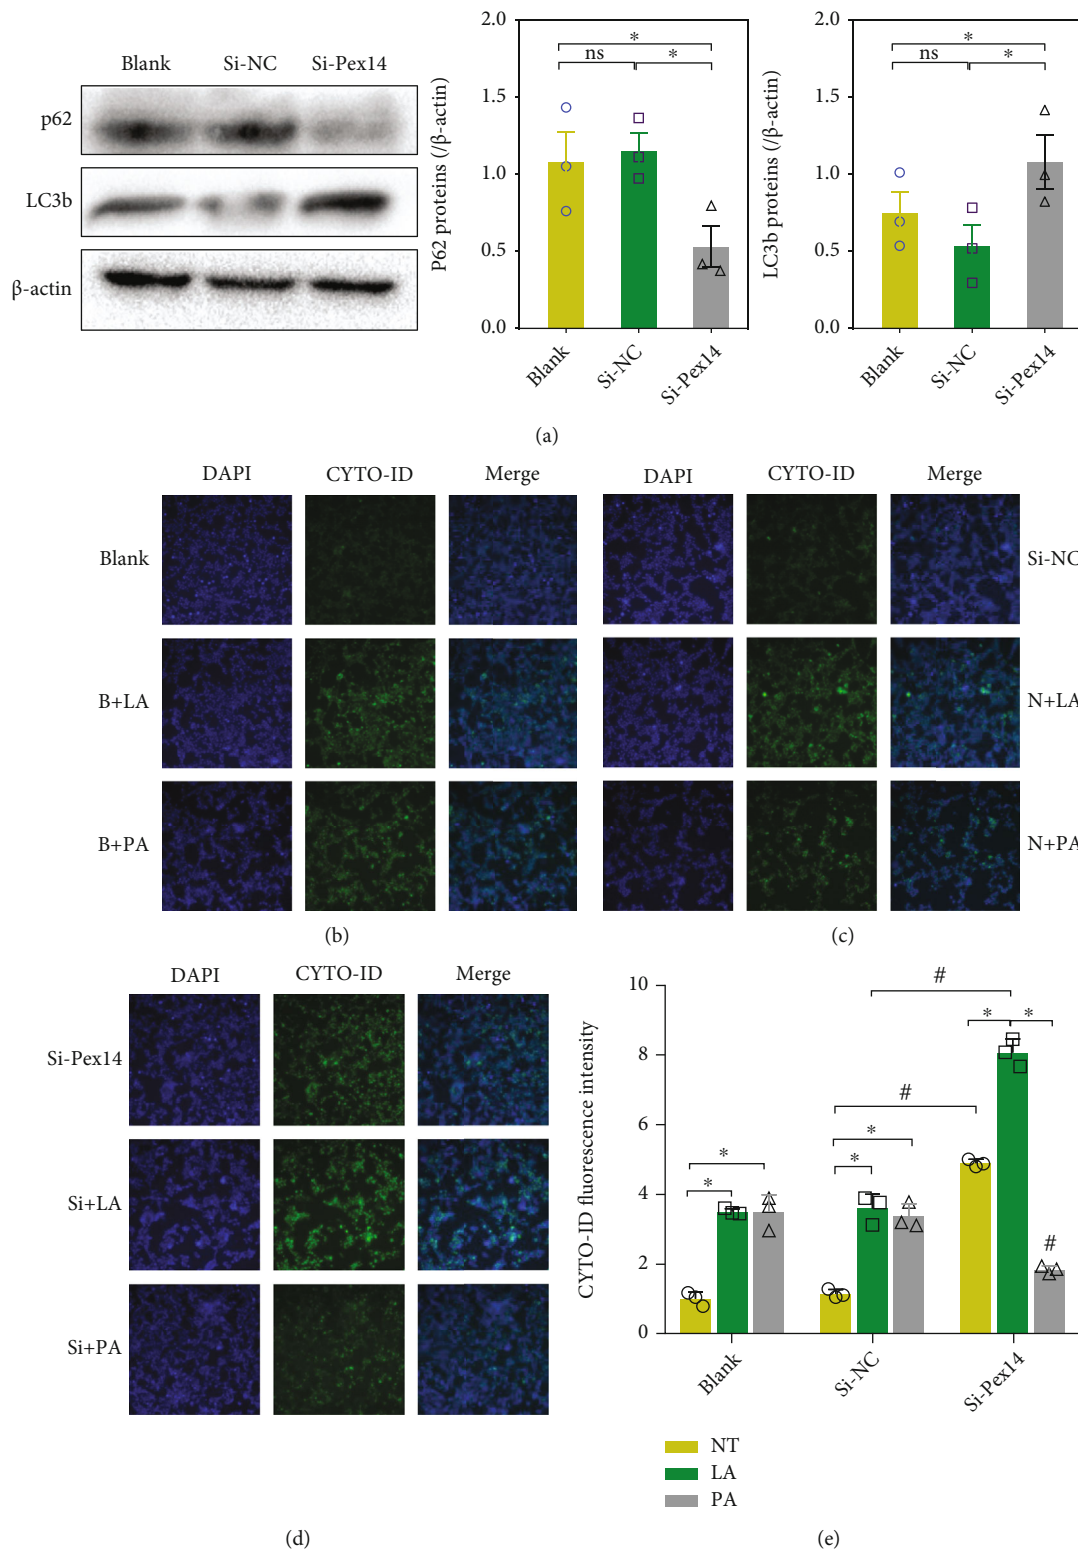 Blank Si-NC Si-Pex14
p62
LC3b
β-actin
P62 proteins (/β-actin)
2.0
1.5
1.0
0.5
0.0
*
ns *
Blank
Si-NC
Si-Pex14
LC3b proteins (/β-actin)
2.0
1.5
1.0
0.5
0.0
*
ns *
Blank
Si-NC
Si-Pex14
(a)
DAPI CYTO-ID Merge
Blank
B+LA
B+PA
(b)
DAPI CYTO-ID Merge
Si-NC
N+LA
N+PA
(c)
DAPI CYTO-ID Merge
Si-Pex14
Si+LA
Si+PA
(d)
CYTO-ID fluorescence intensity
10
8
6
4
2
0
#
* *
#
*
*
*
*
#
Blank
Si-NC
Si-Pex14
NT
LA
PA
(e)